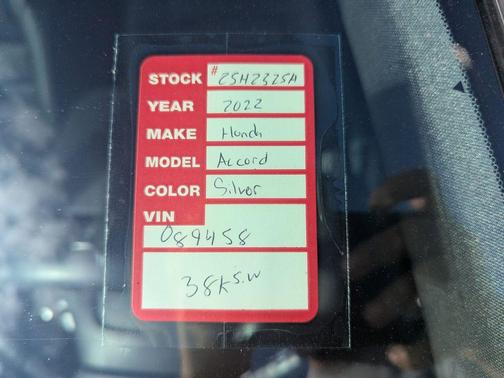 STOCK # 25H2325A
YEAR 2022
MAKE Honda
MODEL Accord
COLOR Silver
VIN
089458
38K S.W